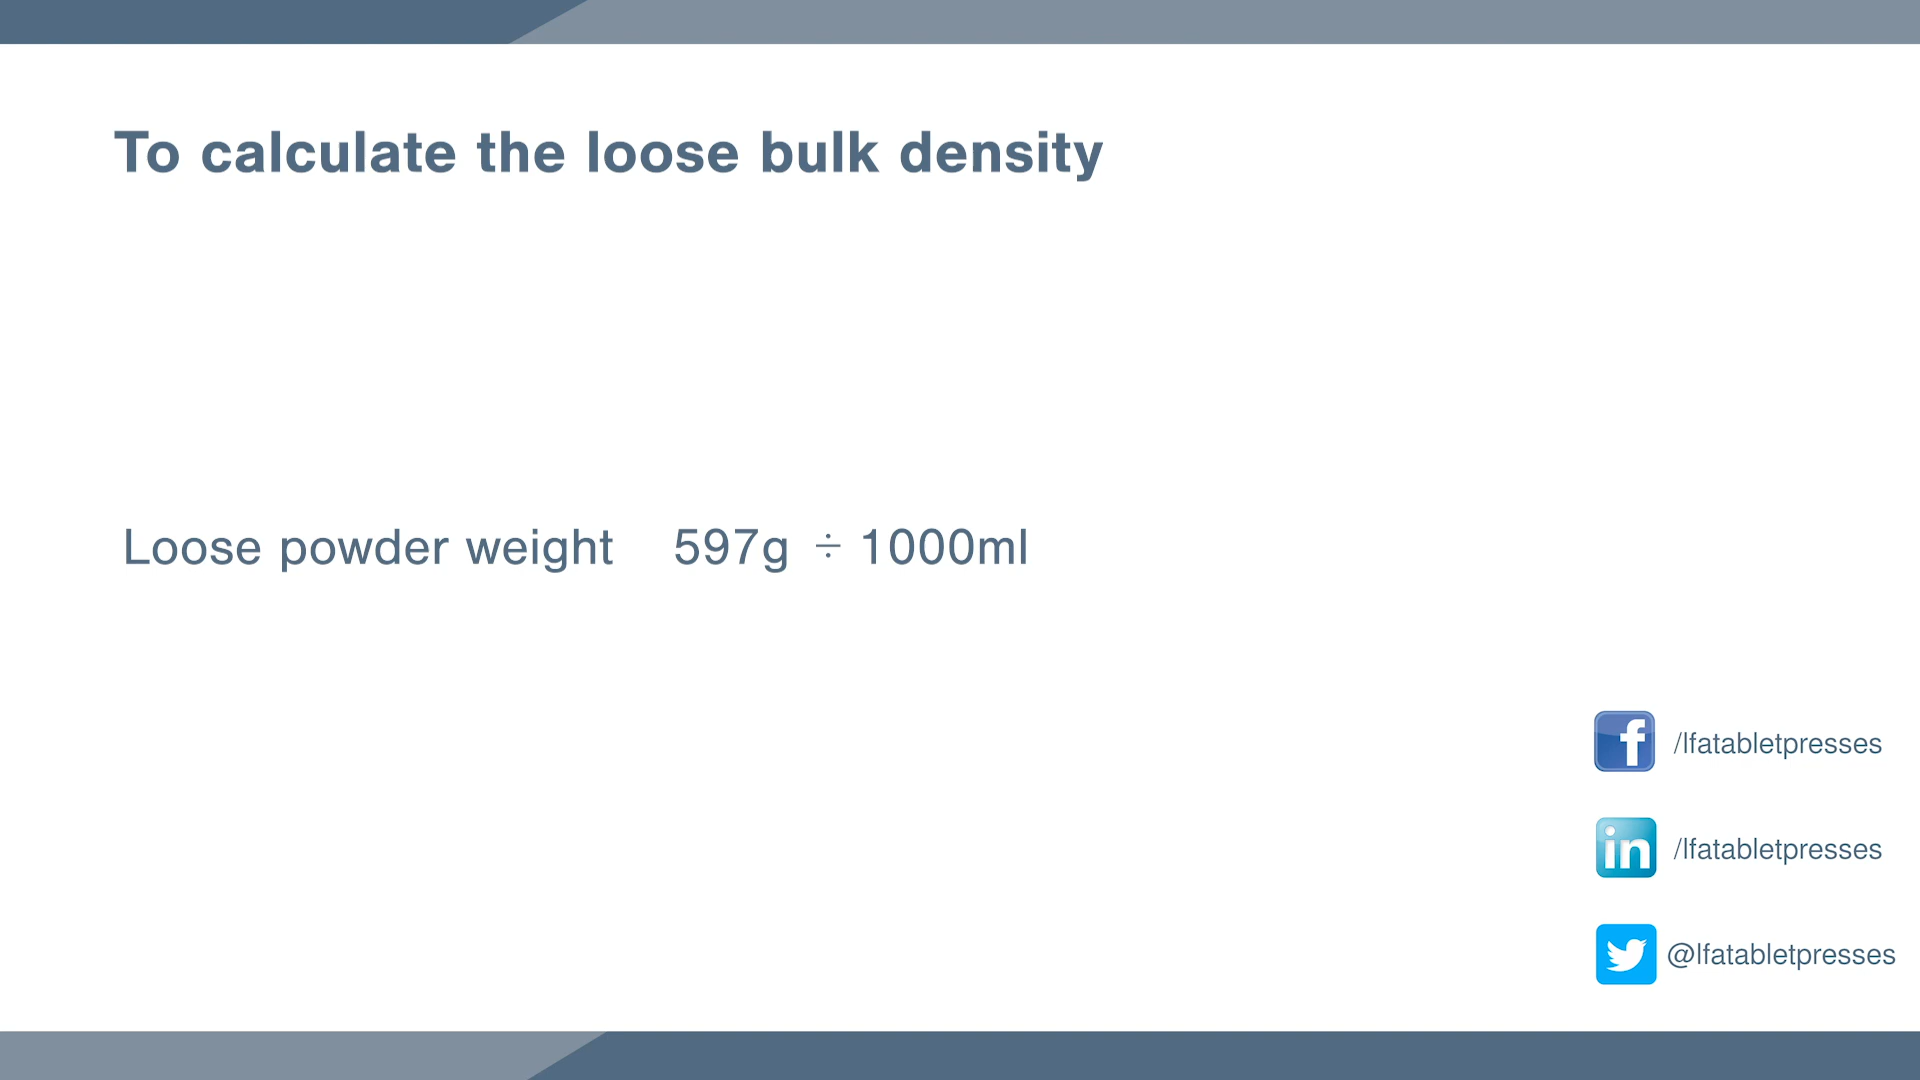 To calculate the loose bulk density
Loose powder weight 597g ÷ 1000ml
/lfatabletpresses
/lfatabletpresses
@lfatabletpresses